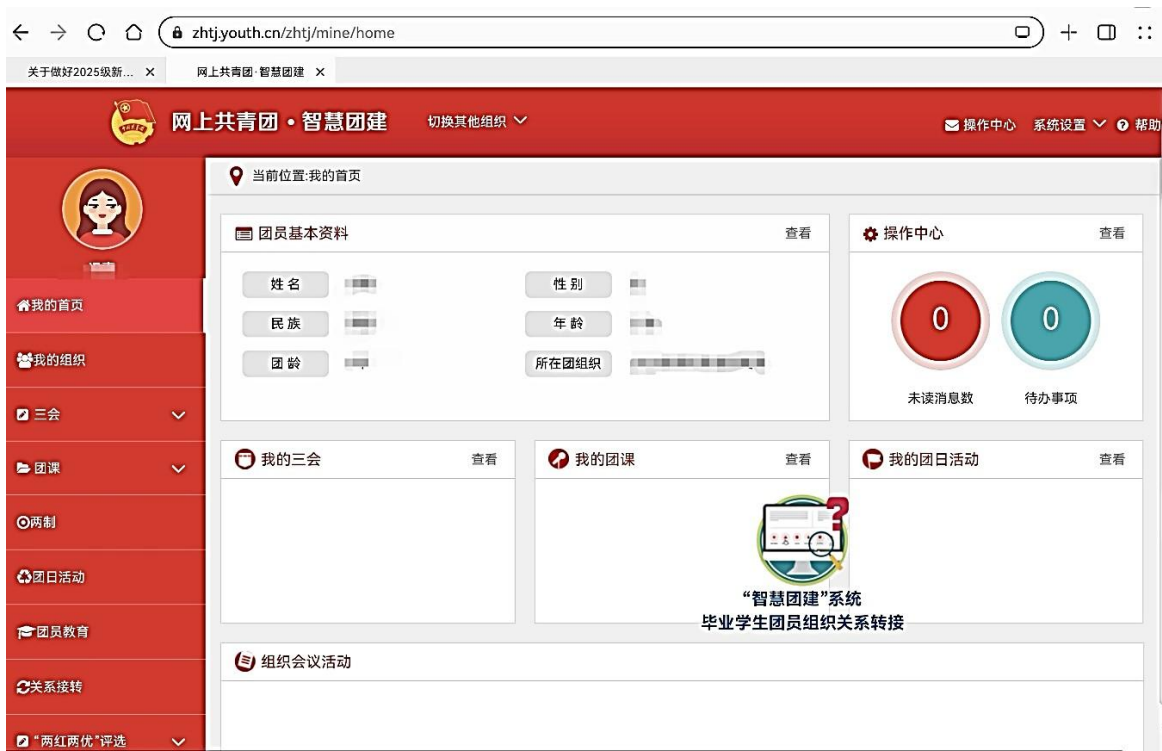 zhtj.youth.cn/zhtj/mine/home
关于做好2025级新... ×
网上共青团·智慧团建 ×
网上共青团·智慧团建
切换其他组织
操作中心
系统设置
帮助
当前位置:我的首页
我的首页
我的组织
三会
团课
两制
团日活动
团员教育
关系接转
“两红两优”评选
团员基本资料
查看
姓名
性别
民族
年龄
团龄
所在团组织
操作中心
查看
0
0
未读消息数
待办事项
我的三会
查看
我的团课
查看
我的团日活动
查看
“智慧团建”系统
毕业学生团员组织关系转接
组织会议活动